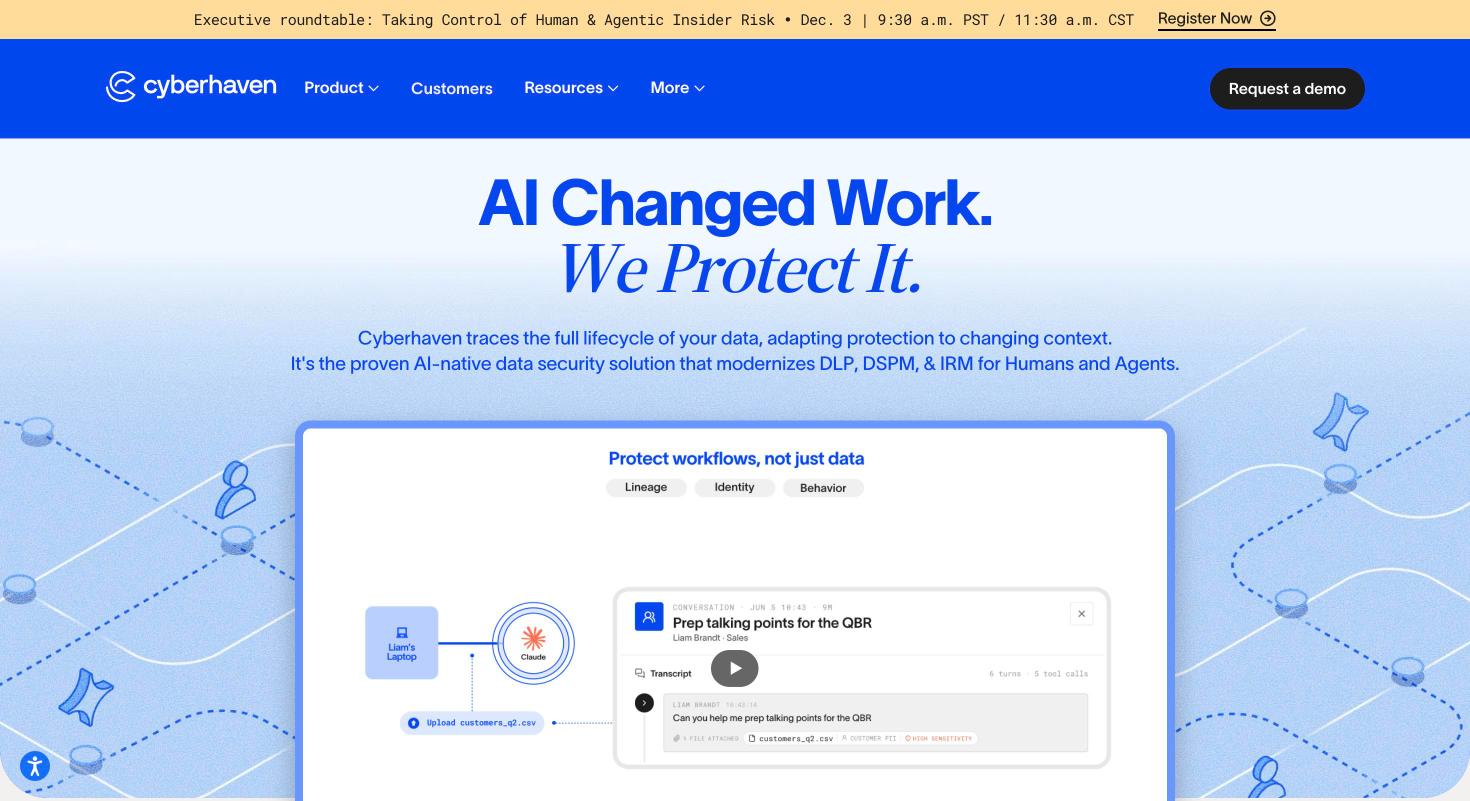 Executive roundtable: Taking Control of Human & Agentic Insider Risk • Dec. 3 | 9:30 a.m. PST / 11:30 a.m. CST Register Now
cyberhaven Product Customers Resources More Request a demo
AI Changed Work.
We Protect It.
Cyberhaven traces the full lifecycle of your data, adapting protection to changing context.
It's the proven AI-native data security solution that modernizes DLP, DSPM, & IRM for Humans and Agents.
Protect workflows, not just data
Lineage Identity Behavior
Liam's
Laptop
Claude
Upload customers_q2.csv
CONVERSATION · JUN 5 10:43 · 9M
Prep talking points for the QBR
Liam Brandt · Sales
Transcript 6 turns · 5 tool calls
LIAM BRANDT 10:43:14
Can you help me prep talking points for the QBR
1 FILE ATTACHED customers_q2.csv CUSTOMER PII HIGH SENSITIVITY